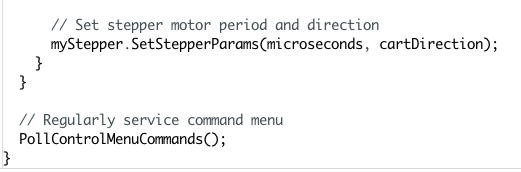 // Set stepper motor period and direction
myStepper.SetStepperParams(microseconds, cartDirection);
}
}
// Regularly service command menu
PollControlMenuCommands();
}